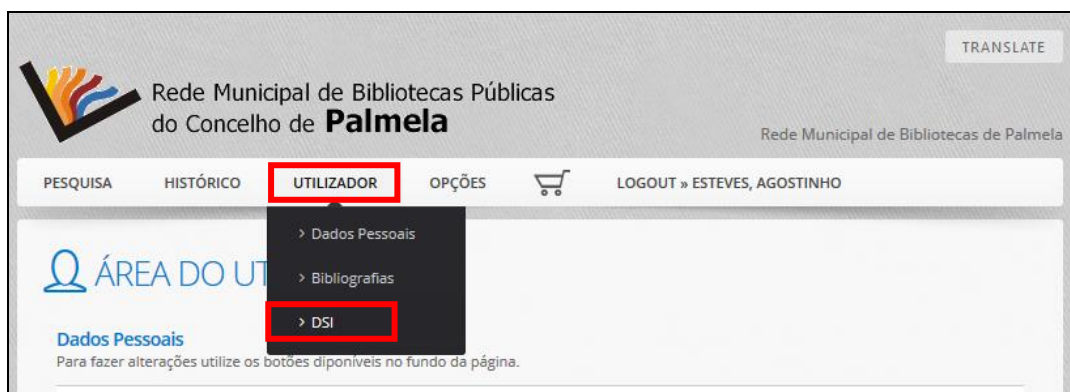 TRANSLATE
Rede Municipal de Bibliotecas Públicas
do Concelho de Palmela
Rede Municipal de Bibliotecas de Palmela
PESQUISA HISTÓRICO UTILIZADOR OPÇÕES LOGOUT » ESTEVES, AGOSTINHO
> Dados Pessoais
> Bibliografias
> DSI
ÁREA DO UT
Dados Pessoais
Para fazer alterações utilize os botões diponíveis no fundo da página.